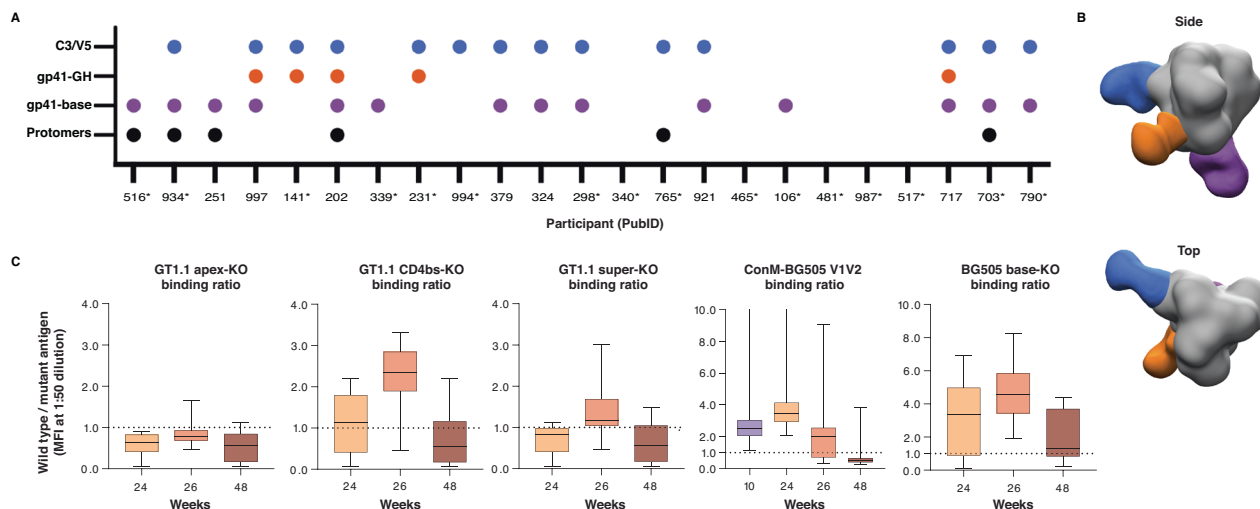 A
C3/V5
gp41-GH
gp41-base
Protomers
516* 934* 251 997 141* 202 339* 231* 994* 379 324 298* 340* 765* 921 465* 106* 481* 987* 517* 717 703* 790*
Participant (PubID)
B
Side
Top
C
Wild type / mutant antigen
(MFI at 1:50 dilution)
GT1.1 apex-KO
binding ratio
4.0
3.0
2.0
1.0
0.0
24 26 48
Weeks
GT1.1 CD4bs-KO
binding ratio
4.0
3.0
2.0
1.0
0.0
24 26 48
Weeks
GT1.1 super-KO
binding ratio
4.0
3.0
2.0
1.0
0.0
24 26 48
Weeks
ConM-BG505 V1V2
binding ratio
10.0
8.0
6.0
4.0
2.0
1.0
0.0
10 24 26 48
Weeks
BG505 base-KO
binding ratio
10.0
8.0
6.0
4.0
2.0
1.0
0.0
24 26 48
Weeks